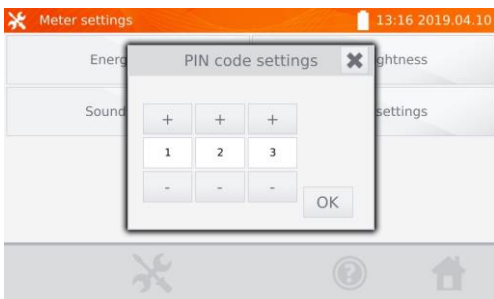 Meter settings 13:16 2019.04.10
Energ PIN code settings ghtness
Sound settings
+ + +
1 2 3
- - -
OK
?